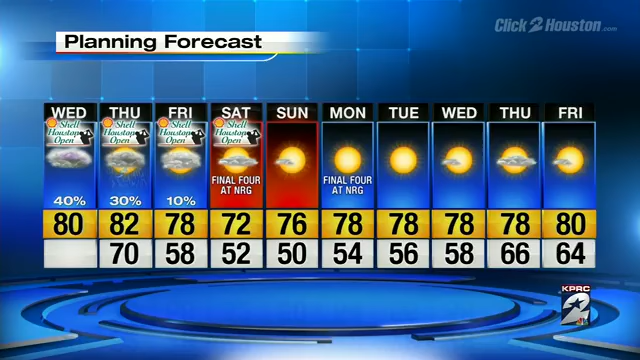 Click2Houston.com
Planning Forecast
WED THU FRI SAT SUN MON TUE WED THU FRI
Shell Houston Open Shell Houston Open Shell Houston Open Shell Houston Open
FINAL FOUR AT NRG FINAL FOUR AT NRG
40% 30% 10%
80 82 78 72 76 78 78 78 78 80
70 58 52 50 54 56 58 66 64
KPRC
2